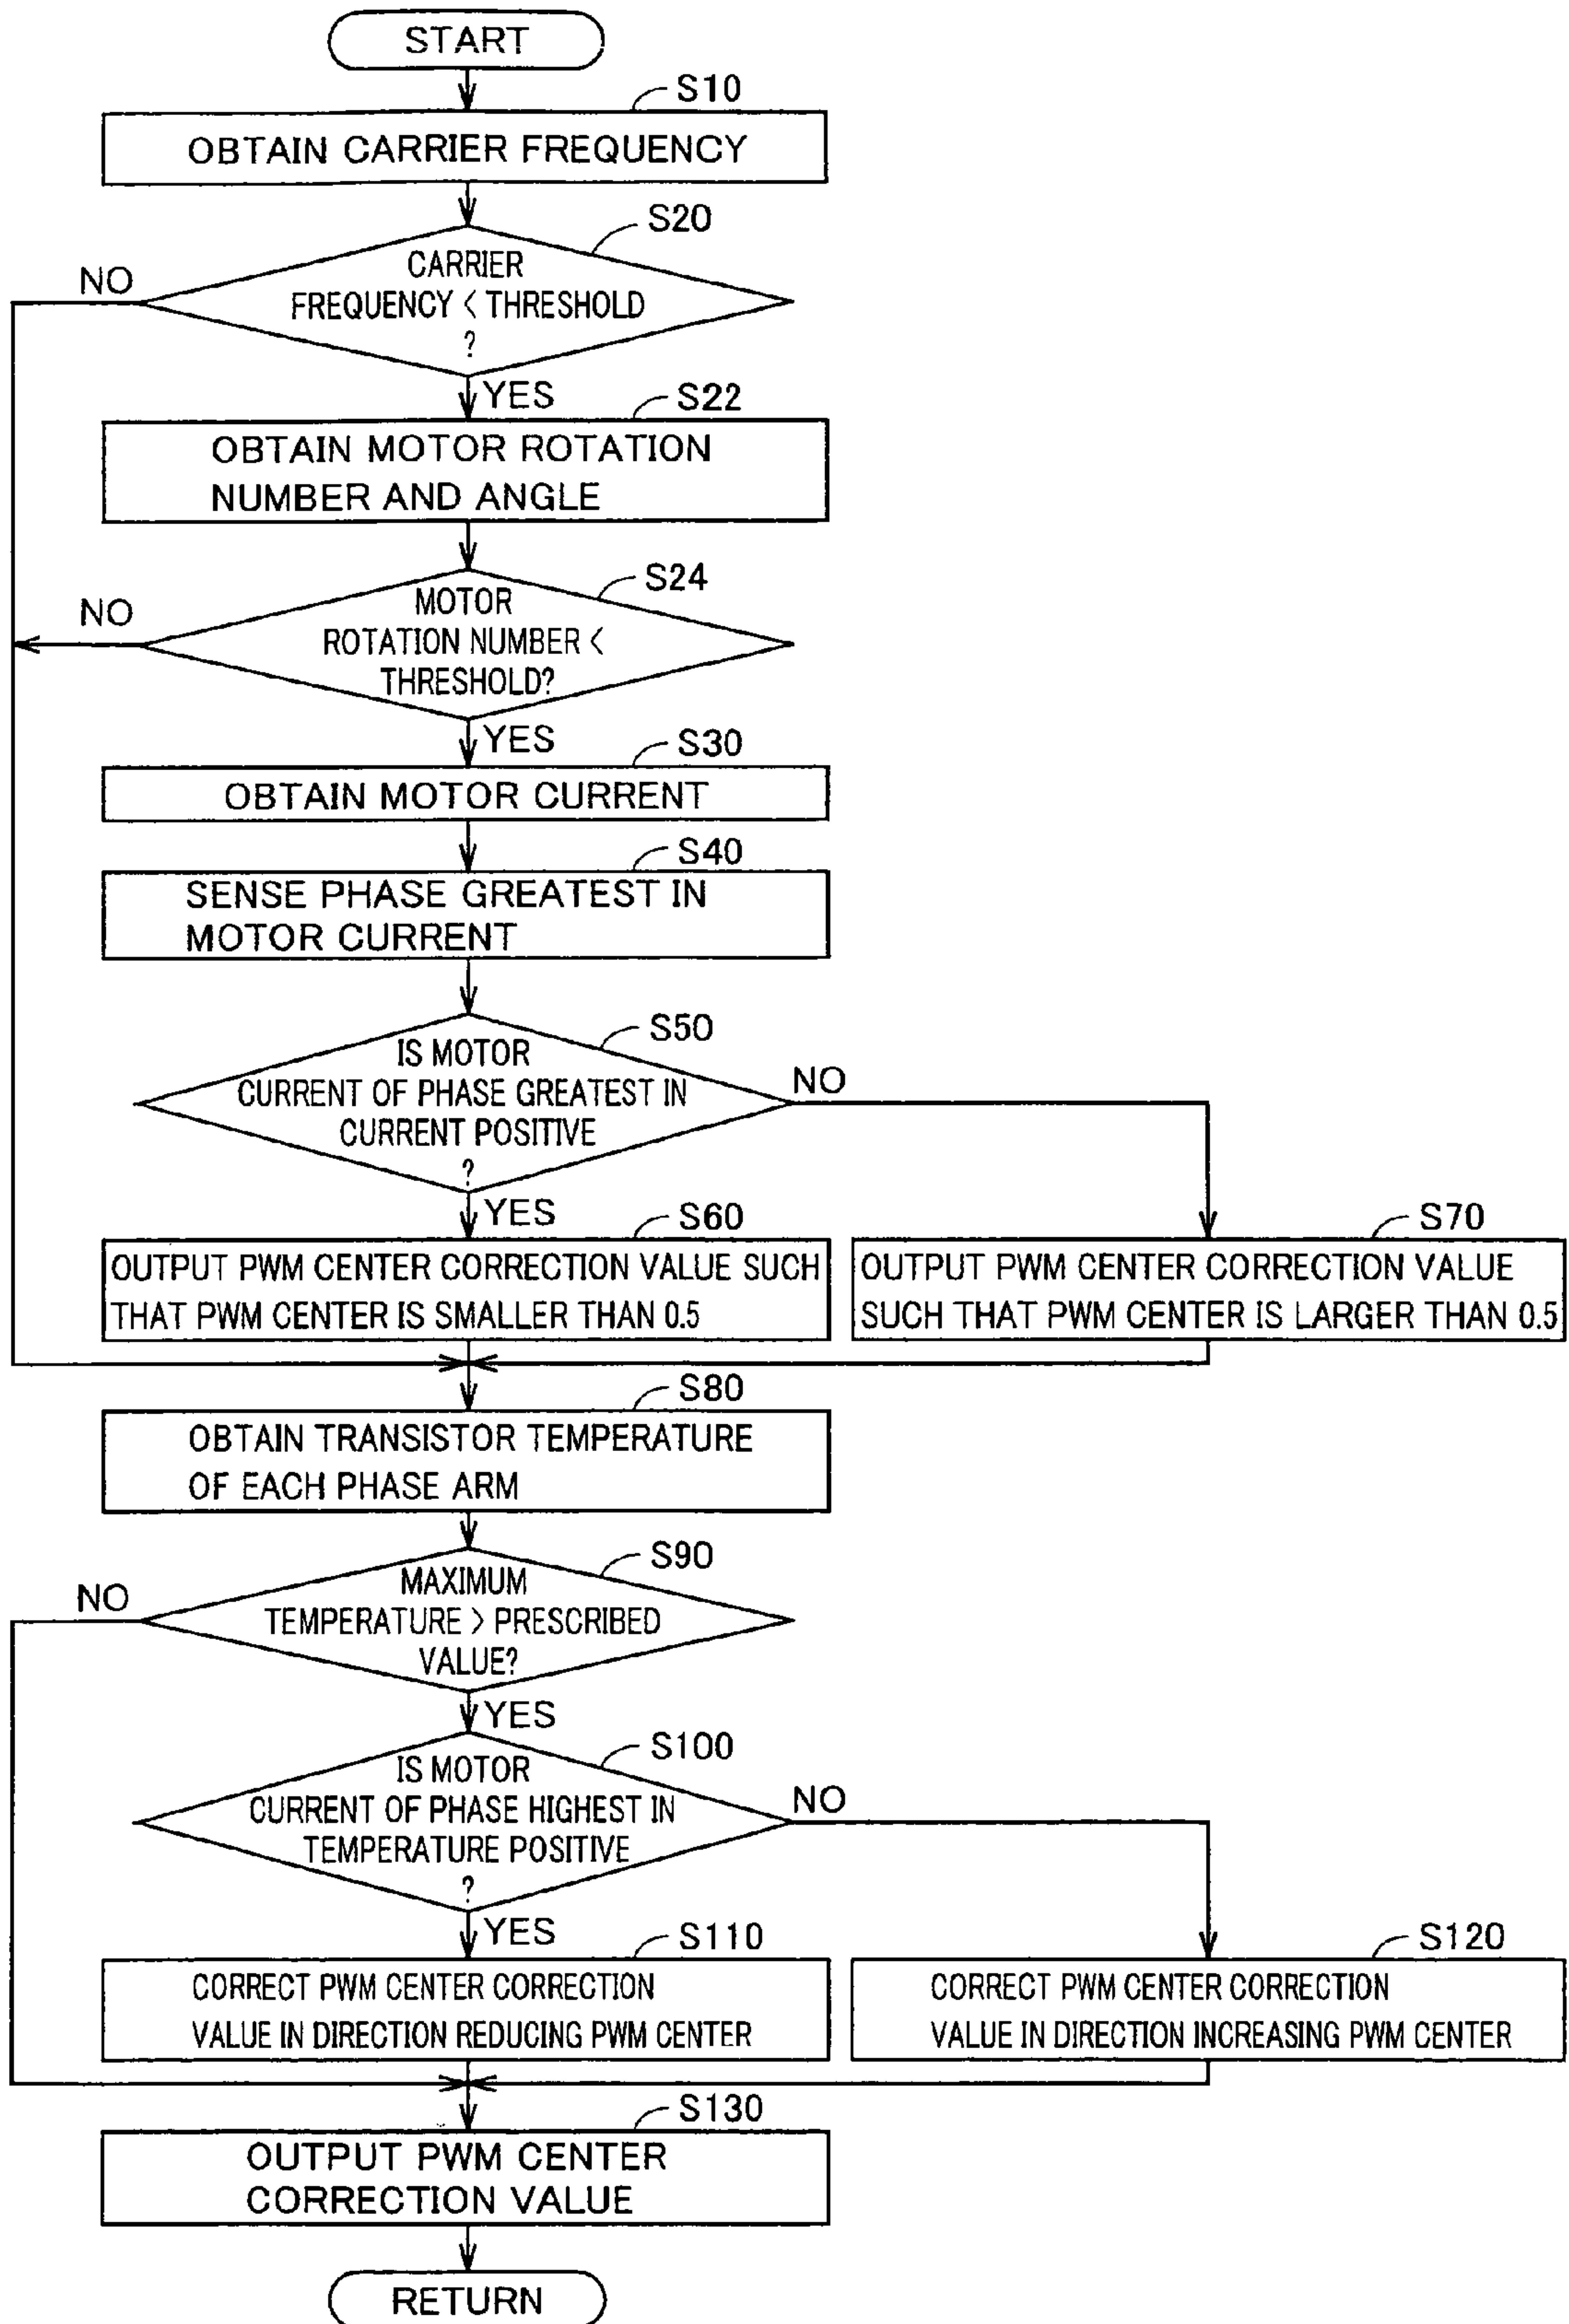 START
S10
OBTAIN CARRIER FREQUENCY
S20
CARRIER
FREQUENCY < THRESHOLD
?
NO
YES
S22
OBTAIN MOTOR ROTATION
NUMBER AND ANGLE
S24
MOTOR
ROTATION NUMBER <
THRESHOLD?
NO
YES
S30
OBTAIN MOTOR CURRENT
S40
SENSE PHASE GREATEST IN
MOTOR CURRENT
S50
IS MOTOR
CURRENT OF PHASE GREATEST IN
CURRENT POSITIVE
?
NO
YES
S60
OUTPUT PWM CENTER CORRECTION VALUE SUCH
THAT PWM CENTER IS SMALLER THAN 0.5
S70
OUTPUT PWM CENTER CORRECTION VALUE
SUCH THAT PWM CENTER IS LARGER THAN 0.5
S80
OBTAIN TRANSISTOR TEMPERATURE
OF EACH PHASE ARM
S90
MAXIMUM
TEMPERATURE > PRESCRIBED
VALUE?
NO
YES
S100
IS MOTOR
CURRENT OF PHASE HIGHEST IN
TEMPERATURE POSITIVE
?
NO
YES
S110
CORRECT PWM CENTER CORRECTION
VALUE IN DIRECTION REDUCING PWM CENTER
S120
CORRECT PWM CENTER CORRECTION
VALUE IN DIRECTION INCREASING PWM CENTER
S130
OUTPUT PWM CENTER
CORRECTION VALUE
RETURN